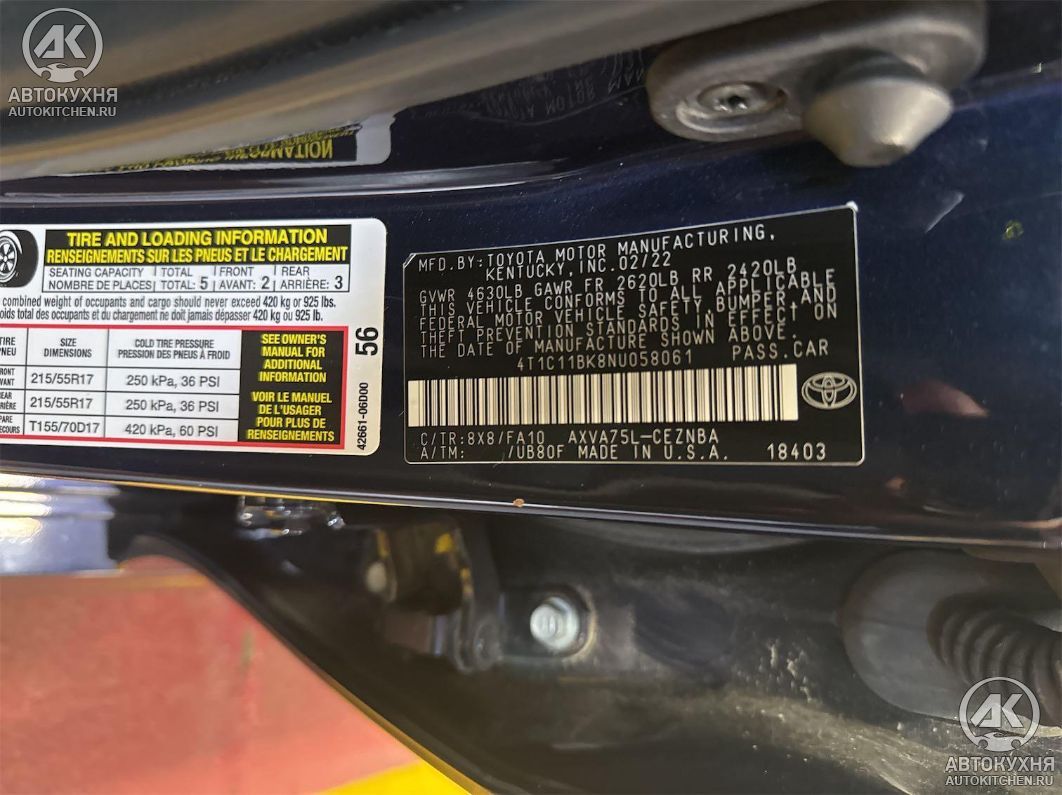 AK
АВТОКУХНЯ
AUTOKITCHEN.RU
TIRE AND LOADING INFORMATION
RENSEIGNEMENTS SUR LES PNEUS ET LE CHARGEMENT
SEATING CAPACITY TOTAL FRONT REAR
NOMBRE DE PLACES TOTAL: 5 AVANT: 2 ARRIÈRE: 3
combined weight of occupants and cargo should never exceed 420 kg or 925 lbs.
total des occupants et du chargement ne doit jamais dépasser 420 kg ou 925 lb.
SIZE COLD TIRE PRESSURE
PNEU DIMENSIONS PRESSION DES PNEUS À FROID
215/55R17 250 kPa, 36 PSI
215/55R17 250 kPa, 36 PSI
T155/70D17 420 kPa, 60 PSI
SEE OWNER'S
MANUAL FOR
ADDITIONAL
INFORMATION
VOIR LE MANUEL
DE L'USAGER
POUR PLUS DE
RENSEIGNEMENTS
56
42661-06D00
MFD.BY:TOYOTA MOTOR MANUFACTURING,
KENTUCKY, INC. 02/22
GVWR 4630LB GAWR FR 2620LB RR 2420LB
THIS VEHICLE CONFORMS TO ALL APPLICABLE
FEDERAL MOTOR VEHICLE SAFETY, BUMPER, AND
THEFT PREVENTION STANDARDS IN EFFECT ON
THE DATE OF MANUFACTURE SHOWN ABOVE.
4T1C11BK8NU058061 PASS.CAR
C/TR:8X8/FA10 AXVA75L-CEZNBA
A/TM: /UB80F MADE IN U.S.A. 18403
AK
АВТОКУХНЯ
AUTOKITCHEN.RU